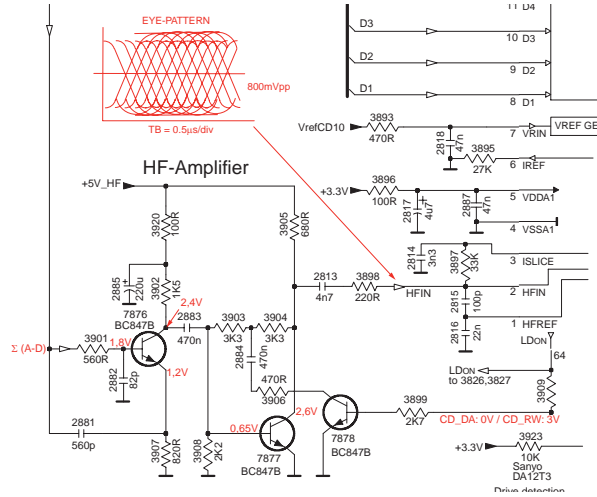 11 D4
EYE-PATTERN
D3
10 D3
D2
9 D2
800mVpp
D1
8 D1
TB = 0.5µs/div
VrefCD10
3893
470R
2818
47n
7 VRIN
VREF GE
3895
27K
6 IREF
HF-Amplifier
+5V_HF
+3.3V
3896
100R
2817
4u7
2887
47n
5 VDDA1
4 VSSA1
3920
100R
3905
680R
2814
3n3
3897
33K
3 ISLICE
2885
220u
3902
1K5
2813
4n7
3898
220R
HFIN
2 HFIN
2815
100p
2,4V
7876
BC847B
2883
470n
3903
3K3
3904
3K3
2816
22n
1 HFREF
LDON
64
Σ (A-D)
3901
560R
1,8V
2884
470n
1,2V
2882
82p
470R
3906
LDON
to 3826,3827
3909
2881
560p
0,65V
2,6V
3899
2K7
CD_DA: 0V / CD_RW: 3V
3907
820R
3908
2K2
7877
BC847B
7878
BC847B
+3.3V
3923
10K
Sanyo
DA12T3
Drive detection